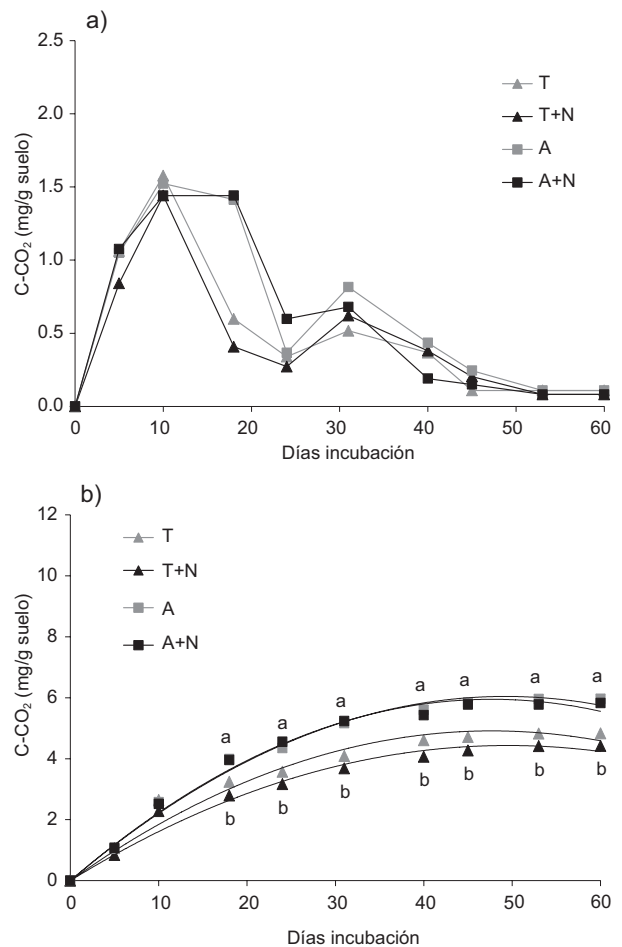 a)
2.5
2.0
1.5
1.0
0.5
0.0
C-CO₂ (mg/g suelo)
T
T+N
A
A+N
0 10 20 30 40 50 60
Días incubación
b)
12
10
8
6
4
2
0
C-CO₂ (mg/g suelo)
T
T+N
A
A+N
a a a a a a a
b b b b b b b
0 10 20 30 40 50 60
Días incubación